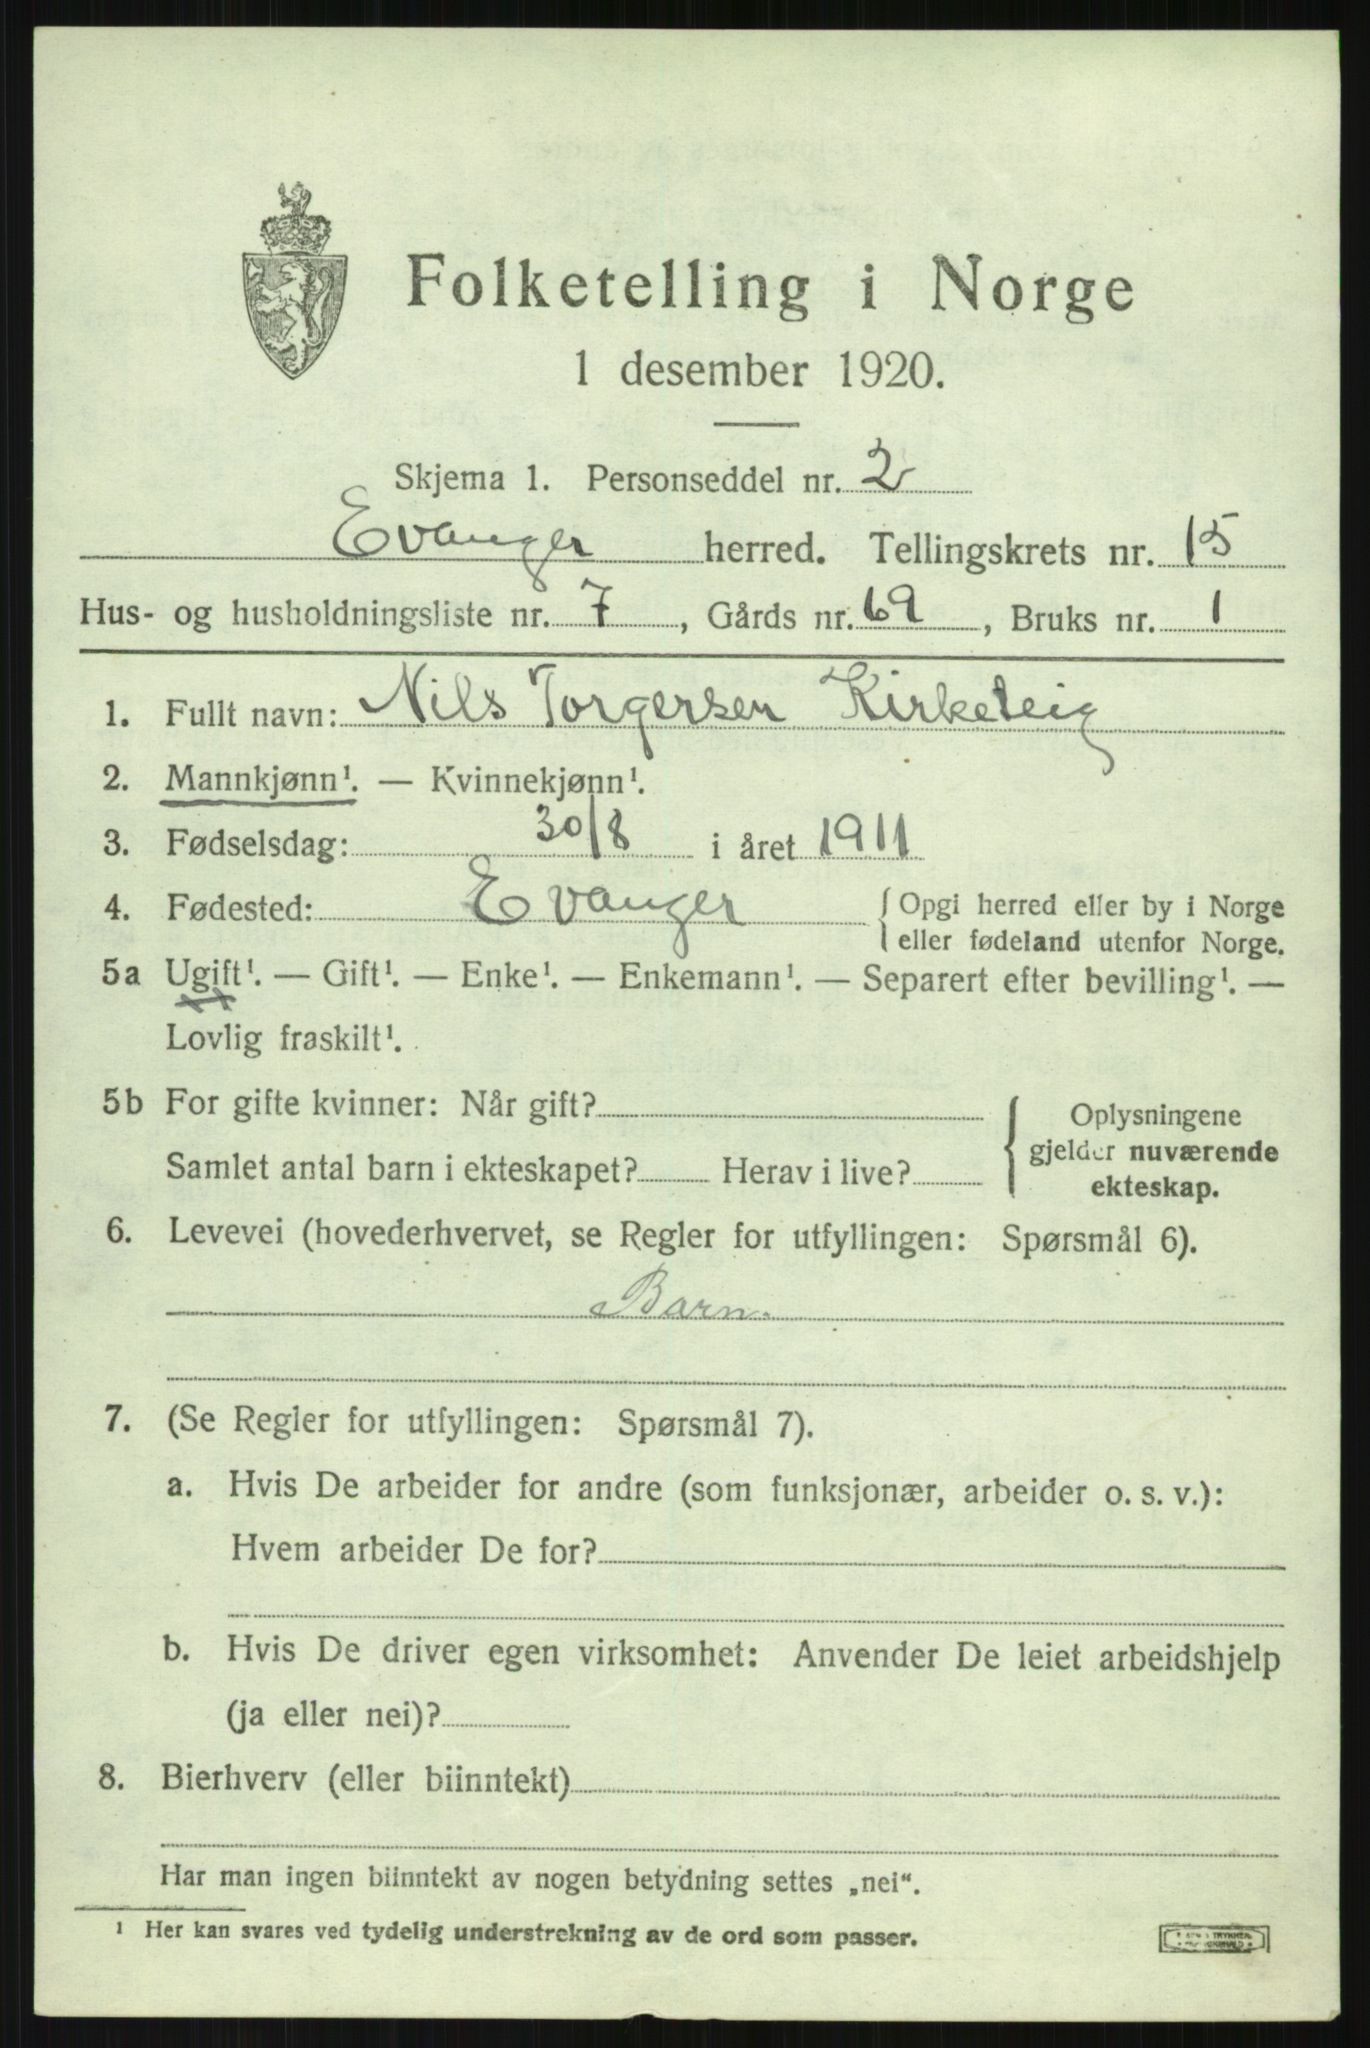 Folketelling i Norge
1 desember 1920.
Skjema 1. Personseddel nr. 2
Evanger herred. Tellingskrets nr. 15
Hus- og husholdningsliste nr. 7, Gårds nr. 69, Bruks nr. 1
1. Fullt navn: Nils Torgersen Kirketeig
2. Mannkjønn¹. — Kvinnekjønn¹.
3. Fødselsdag: 30/8 i året 1911
4. Fødested: Evanger { Opgi herred eller by i Norge
eller fødeland utenfor Norge.
5a Ugift¹. — Gift¹. — Enke¹. — Enkemann¹. — Separert efter bevilling¹. —
Lovlig fraskilt¹.
5b For gifte kvinner: Når gift?
Samlet antal barn i ekteskapet? Herav i live?
{ Oplysningene
gjelder nuværende
ekteskap.
6. Levevei (hovederhvervet, se Regler for utfyllingen: Spørsmål 6).
Barn.
7. (Se Regler for utfyllingen: Spørsmål 7).
a. Hvis De arbeider for andre (som funksjonær, arbeider o. s. v.):
Hvem arbeider De for?
b. Hvis De driver egen virksomhet: Anvender De leiet arbeidshjelp
(ja eller nei)?
8. Bierhverv (eller biinntekt)
Har man ingen biinntekt av nogen betydning settes „nei“.
¹ Her kan svares ved tydelig understrekning av de ord som passer.